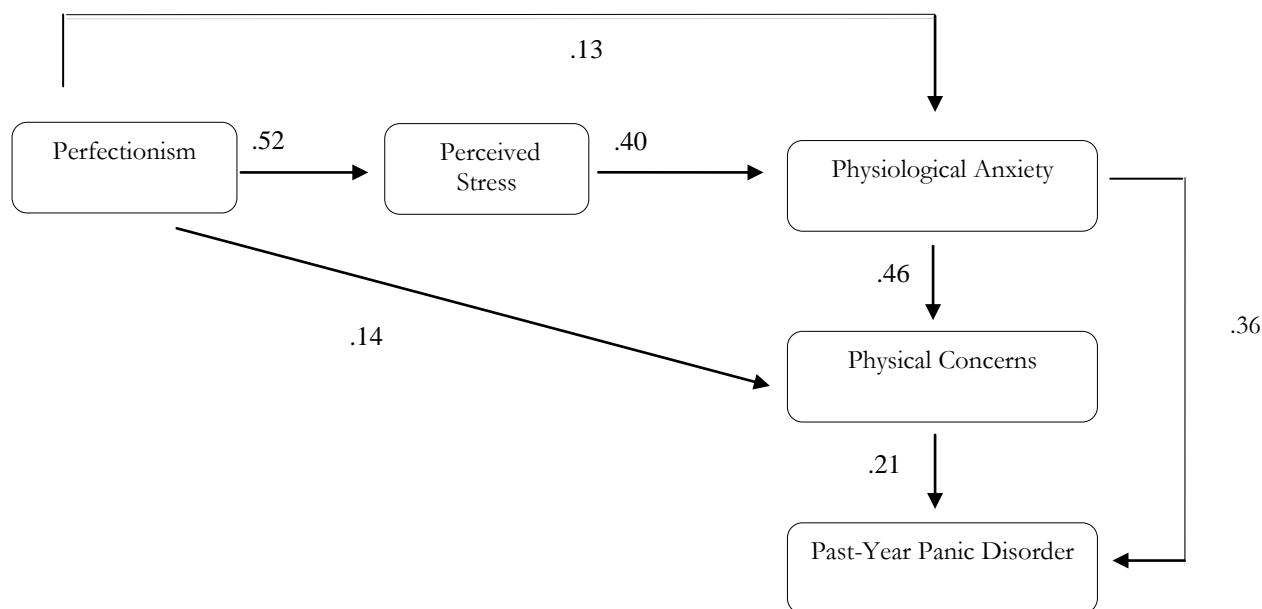 .13
Perfectionism
.52
Perceived
Stress
.40
Physiological Anxiety
.46
.14
Physical Concerns
.36
.21
Past-Year Panic Disorder